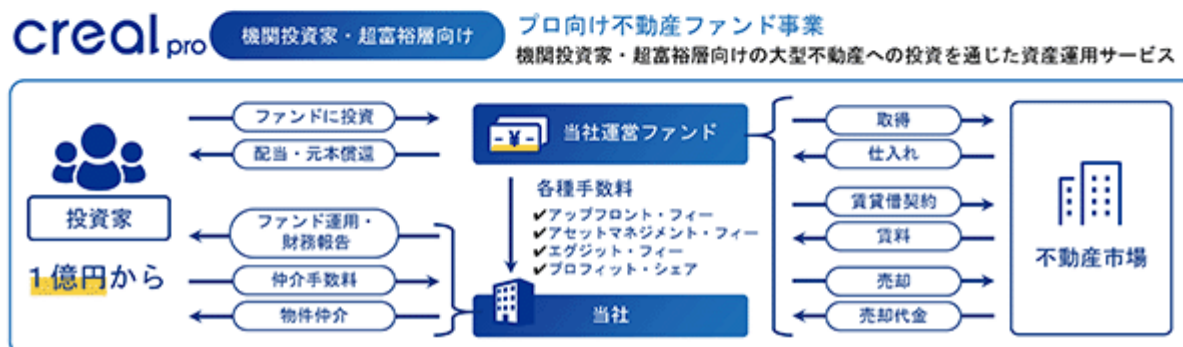 creal pro
機関投資家・超富裕層向け
プロ向け不動産ファンド事業
機関投資家・超富裕層向けの大型不動産への投資を通じた資産運用サービス
投資家
1億円から
ファンドに投資
配当・元本償還
ファンド運用・
財務報告
仲介手数料
物件仲介
-¥-
当社運営ファンド
各種手数料
✔アップフロント・フィー
✔アセットマネジメント・フィー
✔エグジット・フィー
✔プロフィット・シェア
当社
取得
仕入れ
賃貸借契約
賃料
売却
売却代金
不動産市場